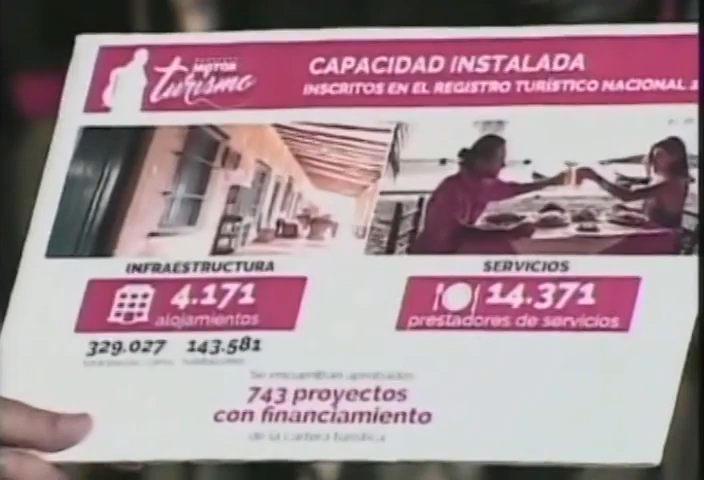 MOTOR
turismo
CAPACIDAD INSTALADA
INSCRITOS EN EL REGISTRO TURÍSTICO NACIONAL
INFRAESTRUCTURA
4.171
alojamientos
329.027 143.581
SERVICIOS
14.371
prestadores de servicios
Se encuentran aprobados
743 proyectos
con financiamiento
de la cartera turística